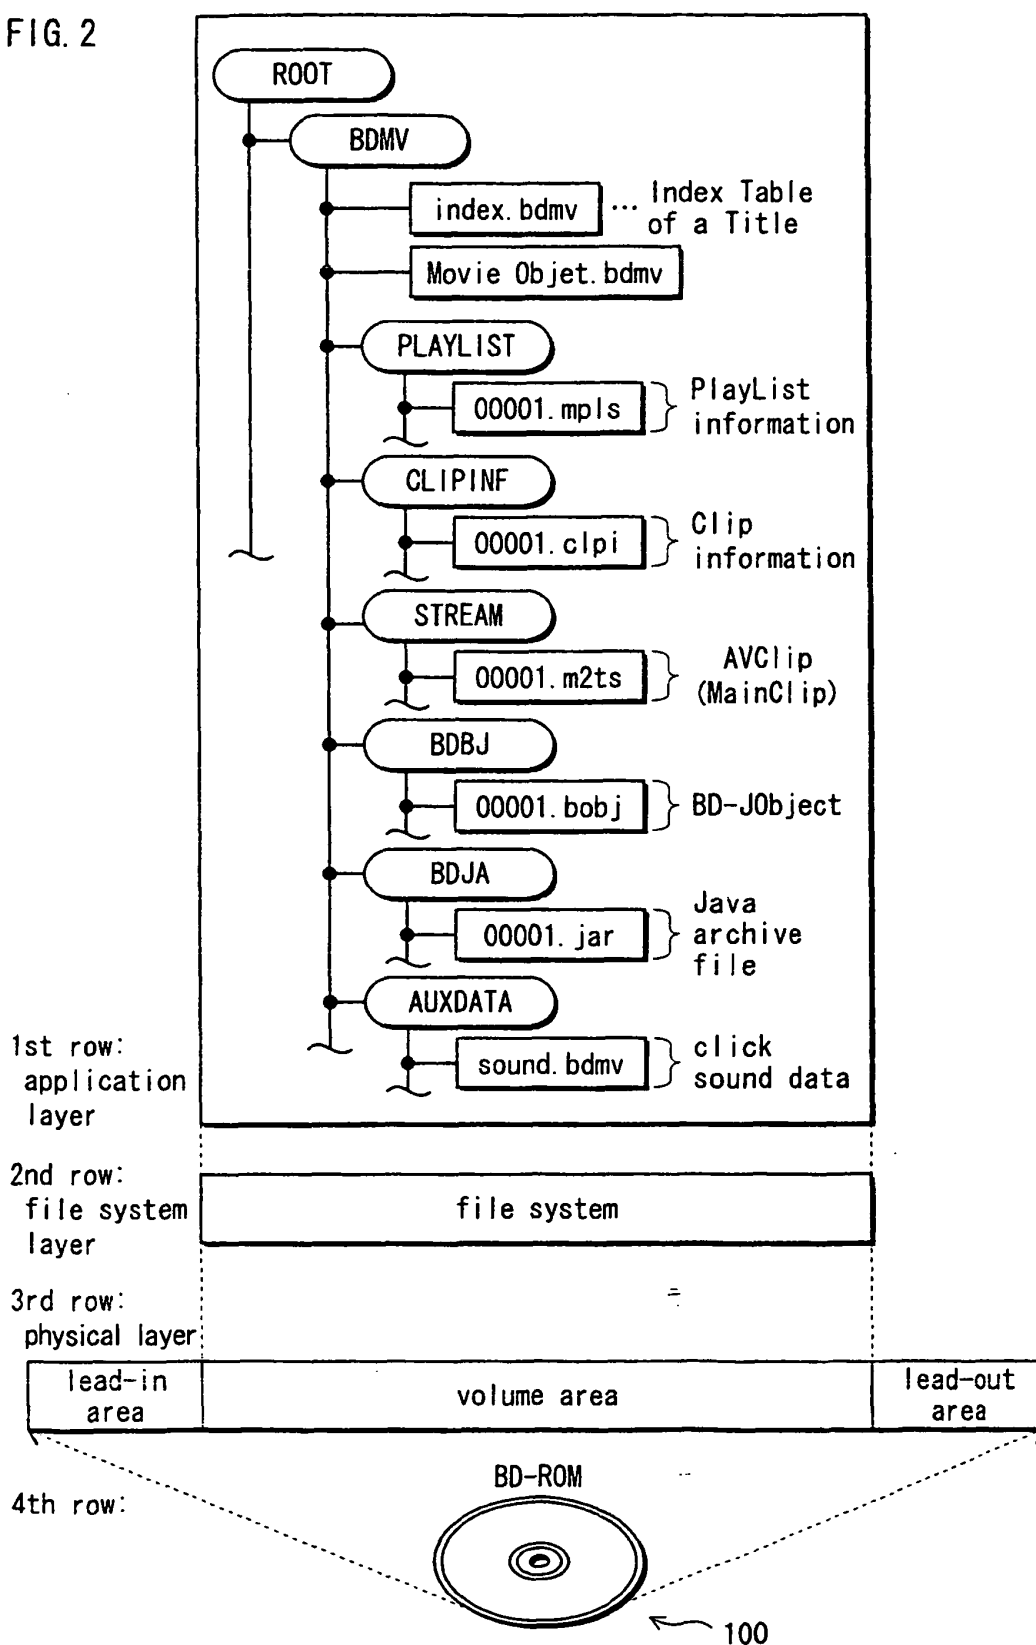 FIG. 2
ROOT
BDMV
index.bdmv ... Index Table
of a Title
Movie Objet.bdmv
PLAYLIST
00001.mpls
PlayList
information
CLIPINF
00001.clpi
Clip
information
STREAM
00001.m2ts
AVClip
(MainClip)
BDBJ
00001.bobj
BD-JObject
BDJA
00001.jar
Java
archive
file
AUXDATA
sound.bdmv
click
sound data
1st row:
application
layer
2nd row:
file system
layer
file system
3rd row:
physical layer
lead-in
area
volume area
lead-out
area
BD-ROM
4th row:
100